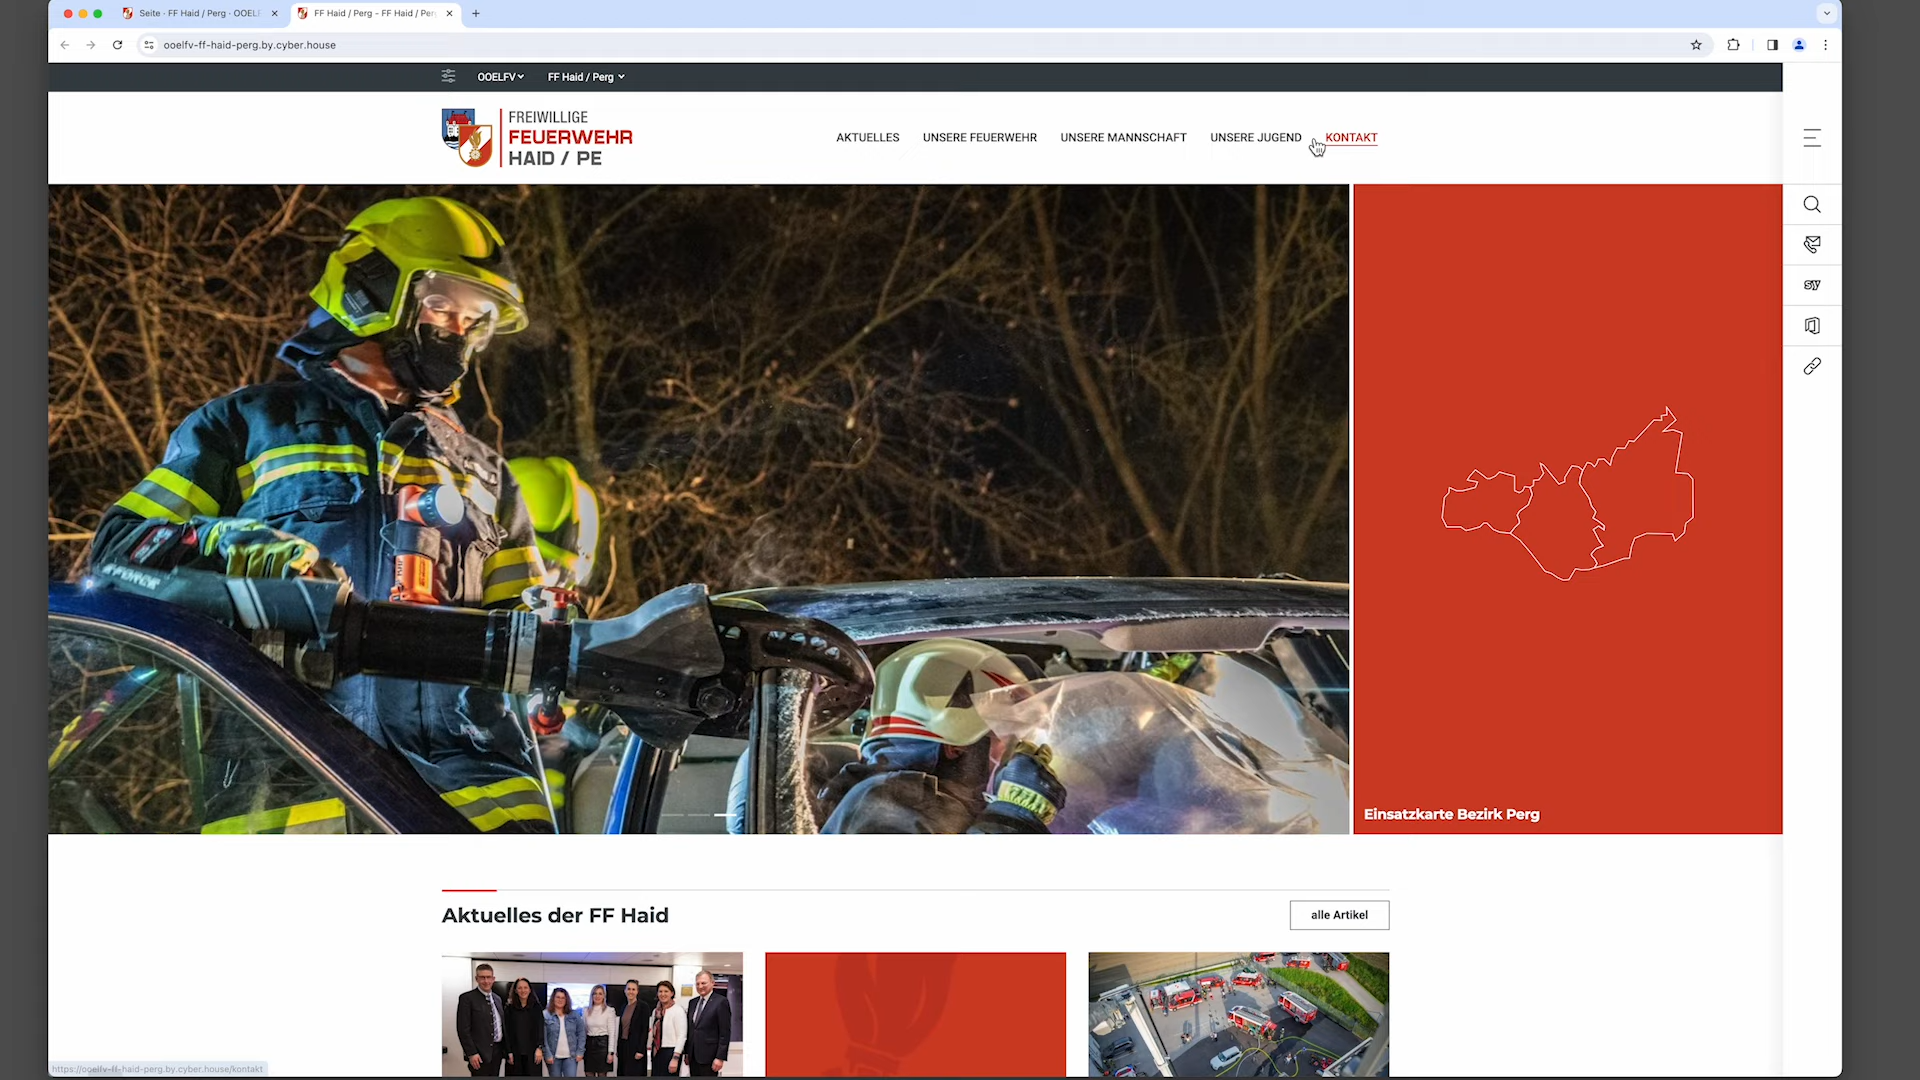 Seite · FF Haid / Perg · OOELF
FF Haid / Perg – FF Haid / Per
ooelfv-ff-haid-perg.by.cyber.house
OOELFV
FF Haid / Perg
FREIWILLIGE
FEUERWEHR
HAID / PE
AKTUELLES
UNSERE FEUERWEHR
UNSERE MANNSCHAFT
UNSERE JUGEND
KONTAKT
sy
Einsatzkarte Bezirk Perg
Aktuelles der FF Haid
alle Artikel
https://ooelfv-ff-haid-perg.by.cyber.house/kontakt